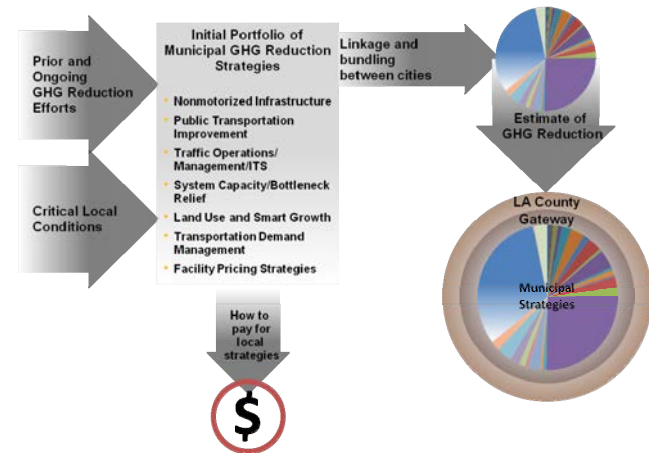 Prior and
Ongoing
GHG Reduction
Efforts
Critical Local
Conditions
Initial Portfolio of
Municipal GHG Reduction
Strategies
• Nonmotorized Infrastructure
• Public Transportation
Improvement
• Traffic Operations/
Management/ITS
• System Capacity/Bottleneck
Relief
• Land Use and Smart Growth
• Transportation Demand
Management
• Facility Pricing Strategies
How to
pay for
local
strategies
$
Linkage and
bundling
between cities
Estimate of
GHG Reduction
LA County
Gateway
Municipal
Strategies